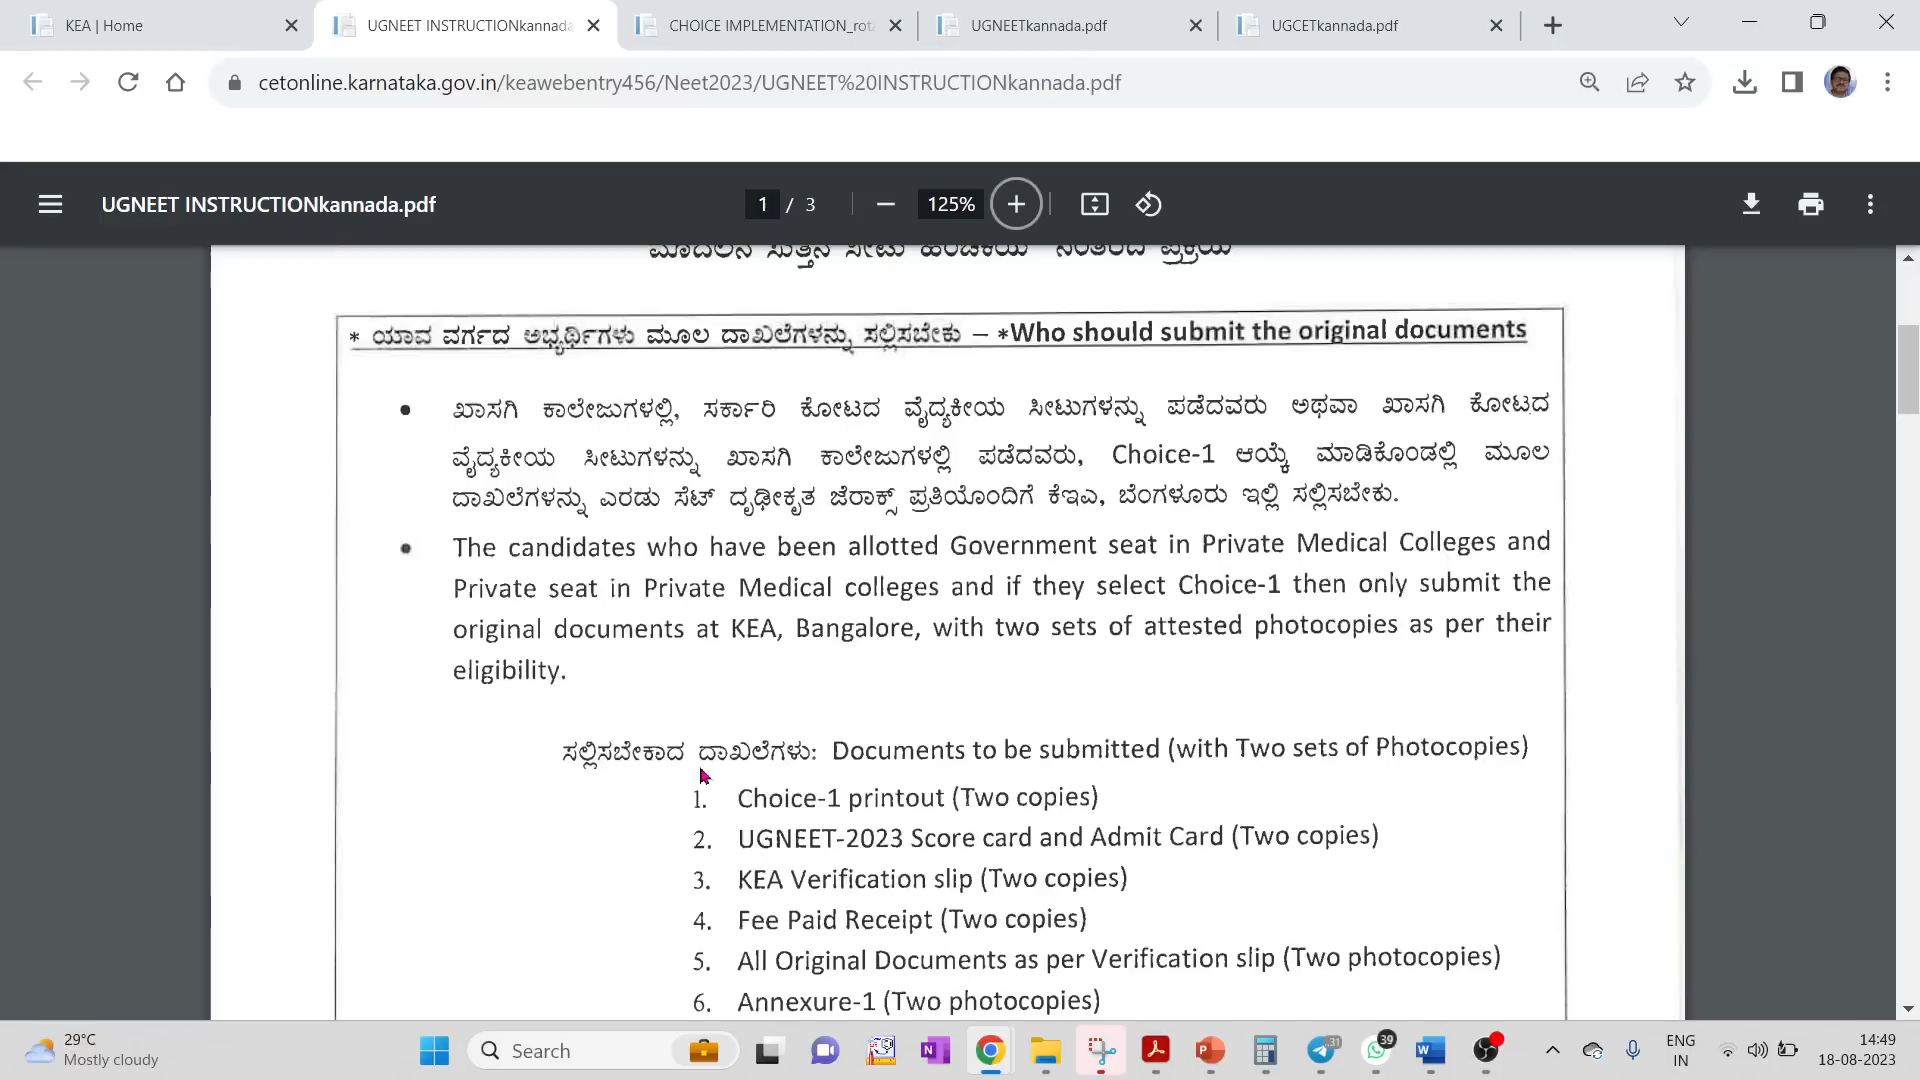 KEA | Home
UGNEET INSTRUCTIONkannada
CHOICE IMPLEMENTATION_rot
UGNEETkannada.pdf
UGCETkannada.pdf
cetonline.karnataka.gov.in/keawebentry456/Neet2023/UGNEET%20INSTRUCTIONkannada.pdf
UGNEET INSTRUCTIONkannada.pdf
1 / 3
125%
ಮೊದಲನೆ ಸುತ್ತಿನ ಸೀಟು ಹಂಚಿಕೆಯ ನಂತರದ ಪ್ರಕ್ರಿಯೆ
* ಯಾವ ವರ್ಗದ ಅಭ್ಯರ್ಥಿಗಳು ಮೂಲ ದಾಖಲೆಗಳನ್ನು ಸಲ್ಲಿಸಬೇಕು – *Who should submit the original documents
• ಖಾಸಗಿ ಕಾಲೇಜುಗಳಲ್ಲಿ, ಸರ್ಕಾರಿ ಕೋಟದ ವೈದ್ಯಕೀಯ ಸೀಟುಗಳನ್ನು ಪಡೆದವರು ಅಥವಾ ಖಾಸಗಿ ಕೋಟದ
ವೈದ್ಯಕೀಯ ಸೀಟುಗಳನ್ನು ಖಾಸಗಿ ಕಾಲೇಜುಗಳಲ್ಲಿ ಪಡೆದವರು, Choice-1 ಆಯ್ಕೆ ಮಾಡಿಕೊಂಡಲ್ಲಿ ಮೂಲ
ದಾಖಲೆಗಳನ್ನು ಎರಡು ಸೆಟ್ ದೃಢೀಕೃತ ಜೆರಾಕ್ಸ್ ಪ್ರತಿಯೊಂದಿಗೆ ಕೆಇಎ, ಬೆಂಗಳೂರು ಇಲ್ಲಿ ಸಲ್ಲಿಸಬೇಕು.
• The candidates who have been allotted Government seat in Private Medical Colleges and
Private seat in Private Medical colleges and if they select Choice-1 then only submit the
original documents at KEA, Bangalore, with two sets of attested photocopies as per their
eligibility.
ಸಲ್ಲಿಸಬೇಕಾದ ದಾಖಲೆಗಳು: Documents to be submitted (with Two sets of Photocopies)
1. Choice-1 printout (Two copies)
2. UGNEET-2023 Score card and Admit Card (Two copies)
3. KEA Verification slip (Two copies)
4. Fee Paid Receipt (Two copies)
5. All Original Documents as per Verification slip (Two photocopies)
6. Annexure-1 (Two photocopies)
29°C
Mostly cloudy
Search
31
39
ENG
IN
14:49
18-08-2023